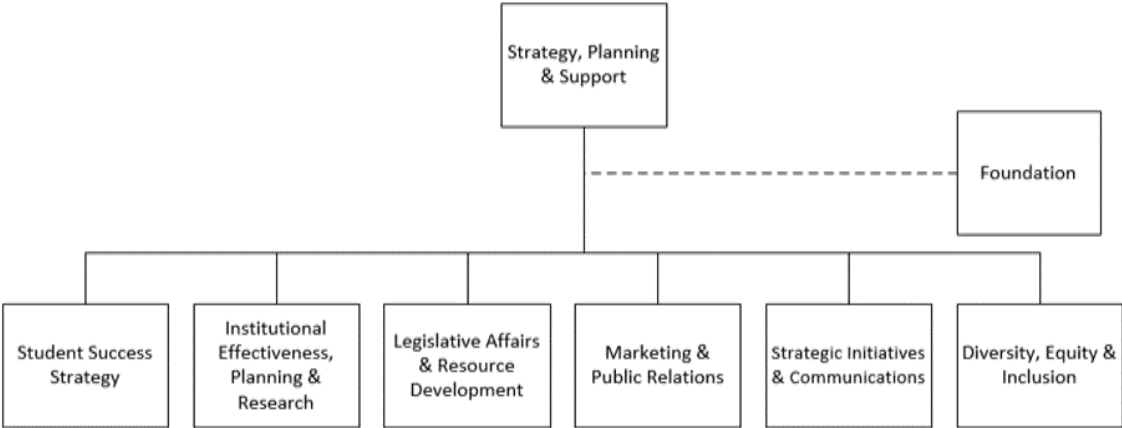 Strategy, Planning
& Support
Foundation
Student Success
Strategy
Institutional
Effectiveness,
Planning &
Research
Legislative Affairs
& Resource
Development
Marketing &
Public Relations
Strategic Initiatives
& Communications
Diversity, Equity &
Inclusion